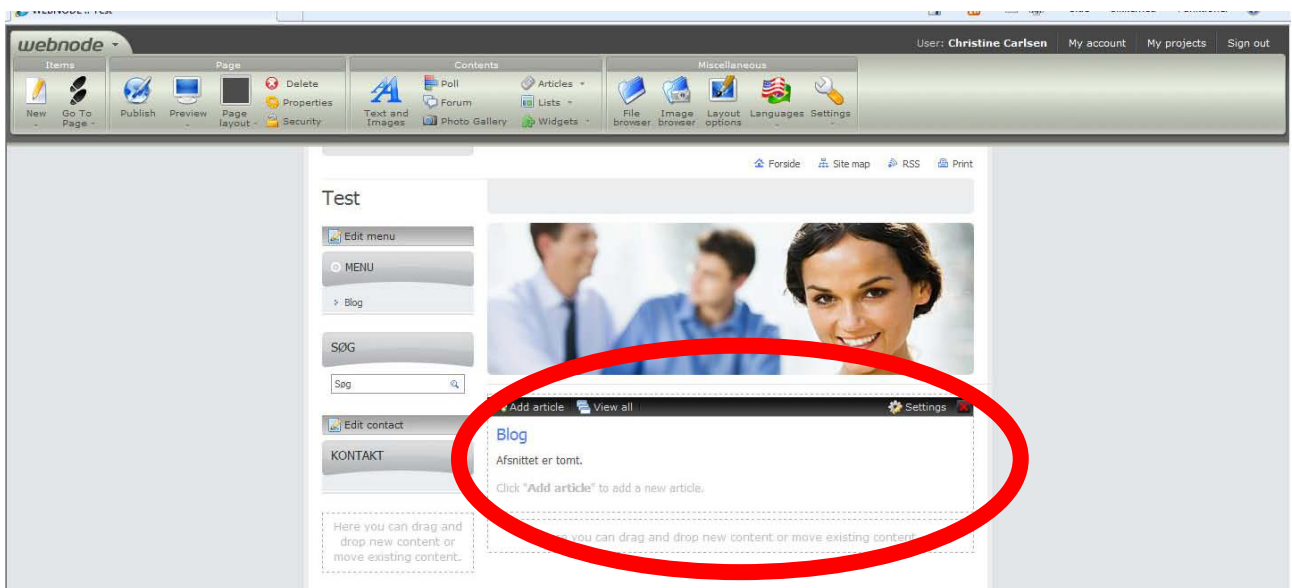 webnode
User: Christine Carlsen My account My projects Sign out
Items Page Contents Miscellaneous
New
Go To Page
Publish
Preview
Page layout
Delete
Properties
Security
Text and Images
Poll
Forum
Photo Gallery
Articles
Lists
Widgets
File browser
Image browser
Layout options
Languages
Settings
Forside Site map RSS Print
Test
Edit menu
MENU
Blog
SØG
Søg
Edit contact
KONTAKT
Here you can drag and
drop new content or
move existing content.
Add article View all Settings
Blog
Afsnittet er tomt.
Click "Add article" to add a new article.
you can drag and drop new content or move existing content